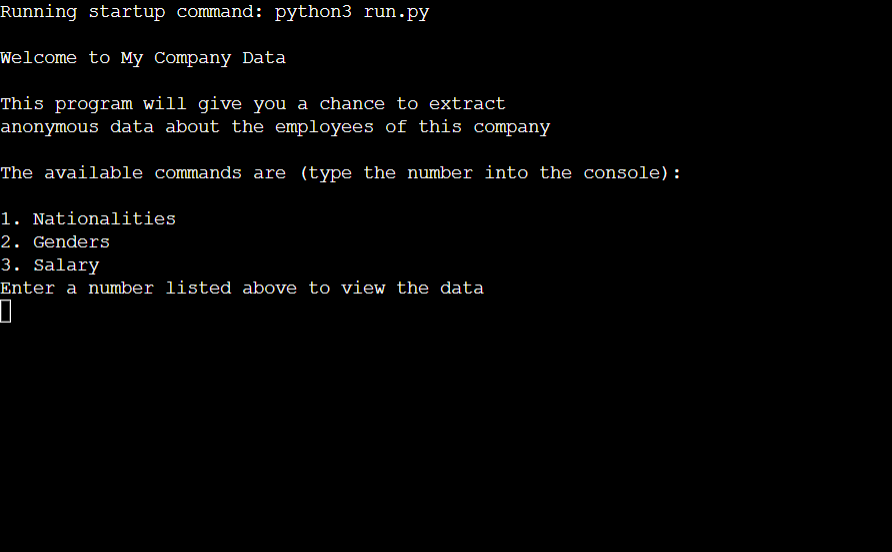 Running startup command: python3 run.py
Welcome to My Company Data
This program will give you a chance to extract
anonymous data about the employees of this company
The available commands are (type the number into the console):
1. Nationalities
2. Genders
3. Salary
Enter a number listed above to view the data